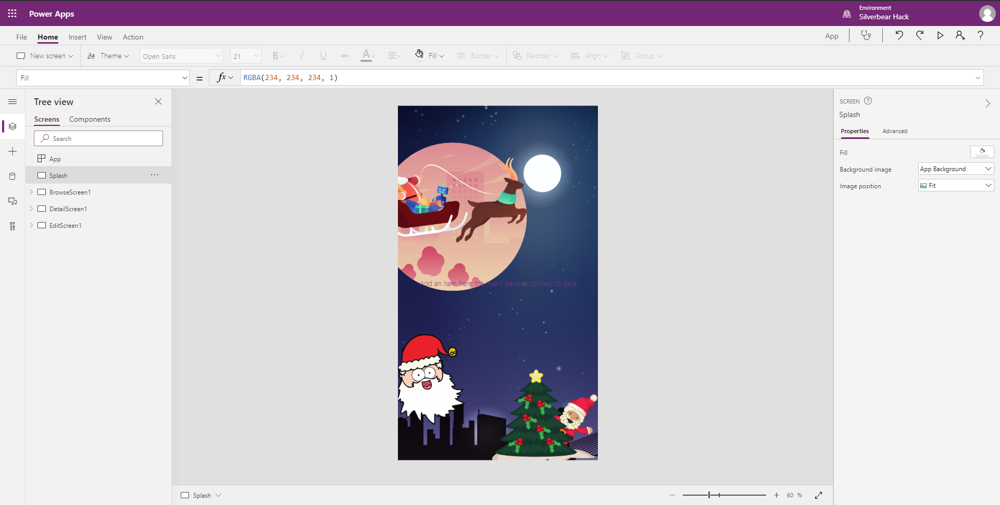 Power Apps
Environment
Silverbear Hack
File Home Insert View Action
App
New screen
Aa Theme
Open Sans
21
B / U abc A
Fill
Border
Reorder
Align
Group
Fill
= fx
RGBA(234, 234, 234, 1)
Tree view
Screens Components
Search
App
Splash
BrowseScreen1
DetailScreen1
EditScreen1
Add an item from the insert pane or connect to data
SCREEN ?
Splash
Properties Advanced
Fill
Background image App Background
Image position Fit
Splash
60 %